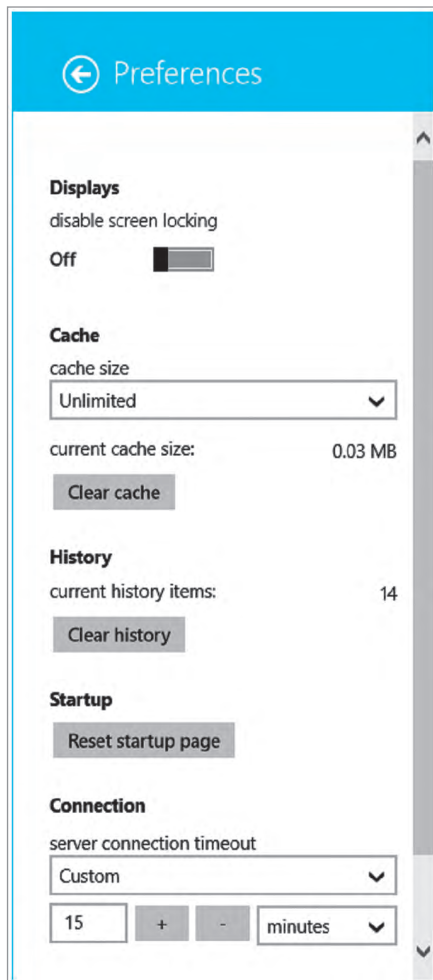 Preferences
Displays
disable screen locking
Off
Cache
cache size
Unlimited
current cache size: 0.03 MB
Clear cache
History
current history items: 14
Clear history
Startup
Reset startup page
Connection
server connection timeout
Custom
15 + - minutes